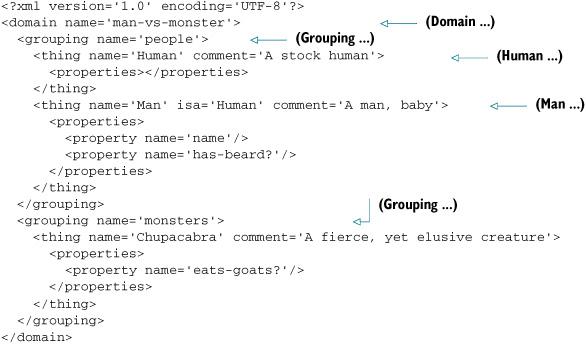 <?xml version='1.0' encoding='UTF-8'?>
<domain name='man-vs-monster'> (Domain ...)
<grouping name='people'> (Grouping ...)
<thing name='Human' comment='A stock human'> (Human ...)
<properties></properties>
</thing>
<thing name='Man' isa='Human' comment='A man, baby'> (Man ...)
<properties>
<property name='name'/>
<property name='has-beard?'/>
</properties>
</thing>
</grouping>
<grouping name='monsters'> (Grouping ...)
<thing name='Chupacabra' comment='A fierce, yet elusive creature'>
<properties>
<property name='eats-goats?'/>
</properties>
</thing>
</grouping>
</domain>